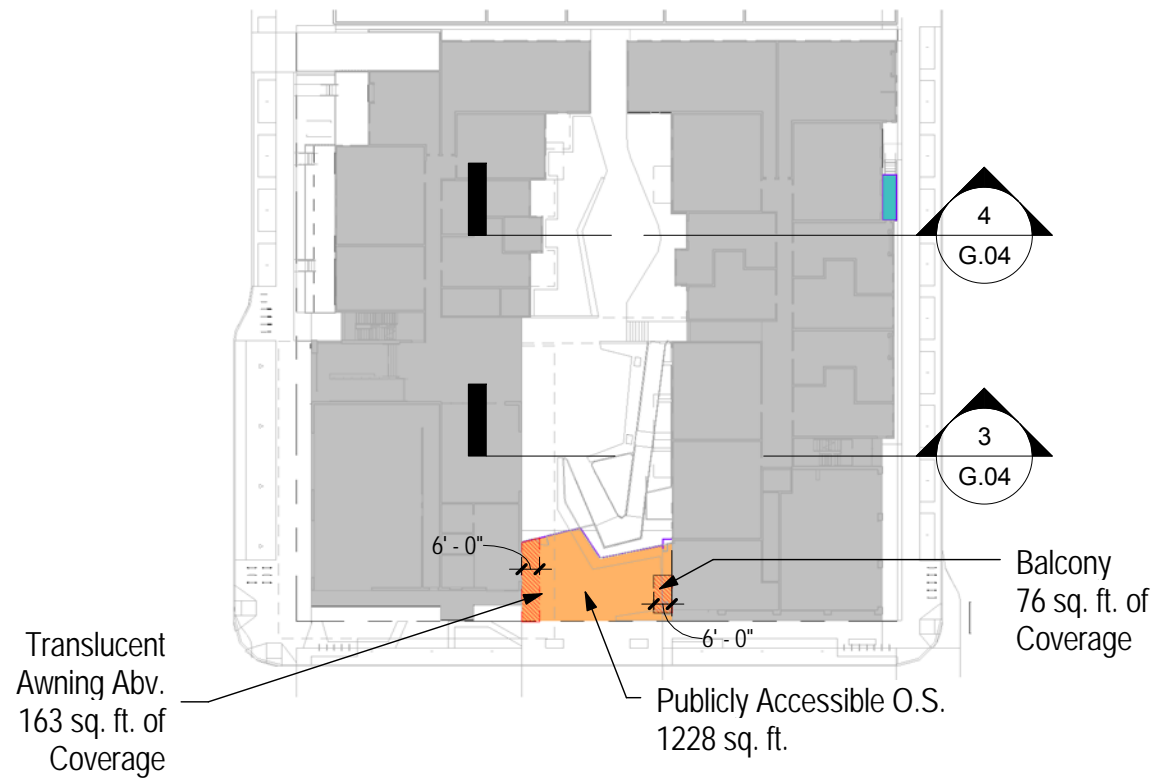 4
G.04
3
G.04
6' - 0"
6' - 0"
Balcony
76 sq. ft. of
Coverage
Translucent
Awning Abv.
163 sq. ft. of
Coverage
Publicly Accessible O.S.
1228 sq. ft.